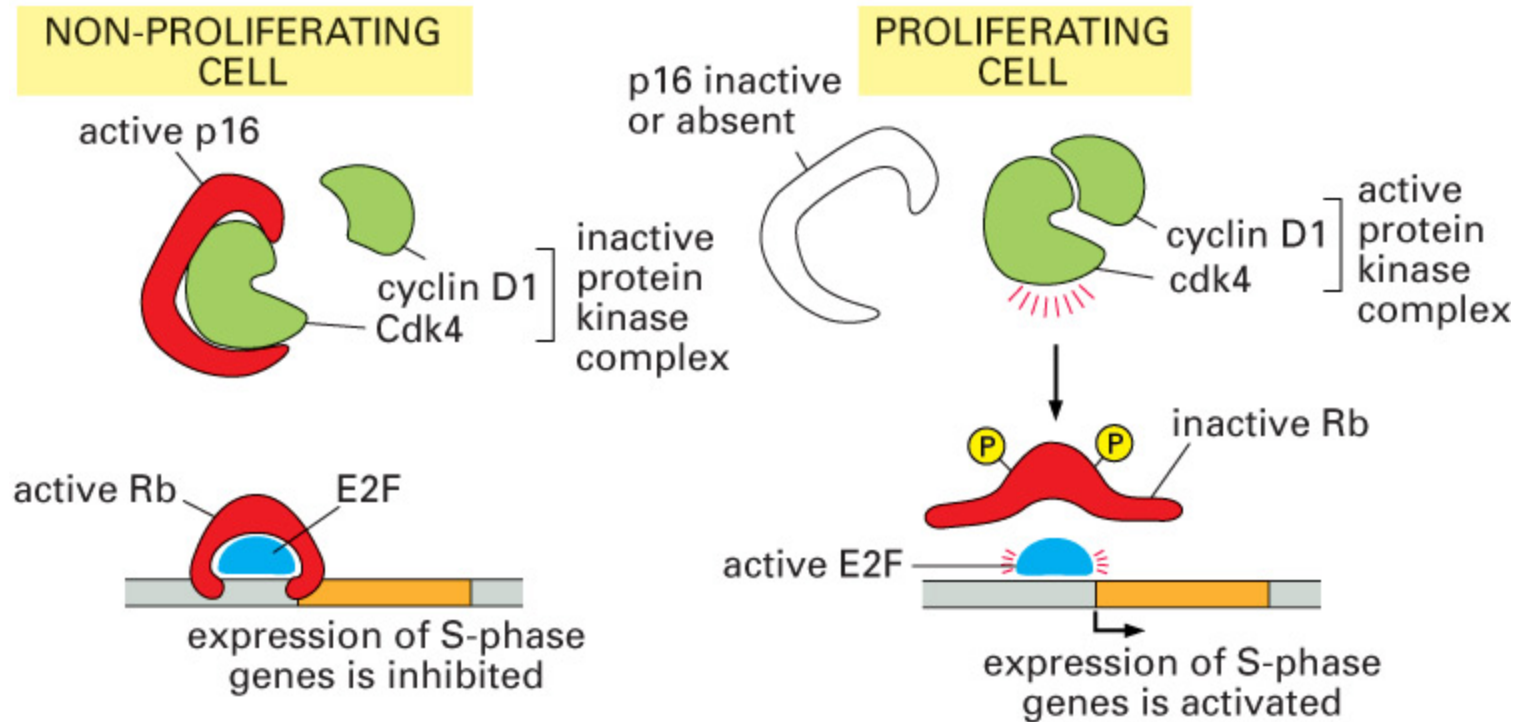 NON-PROLIFERATING
CELL
active p16
cyclin D1
Cdk4
inactive
protein
kinase
complex
active Rb
E2F
expression of S-phase
genes is inhibited
PROLIFERATING
CELL
p16 inactive
or absent
cyclin D1
cdk4
active
protein
kinase
complex
P
P
inactive Rb
active E2F
expression of S-phase
genes is activated